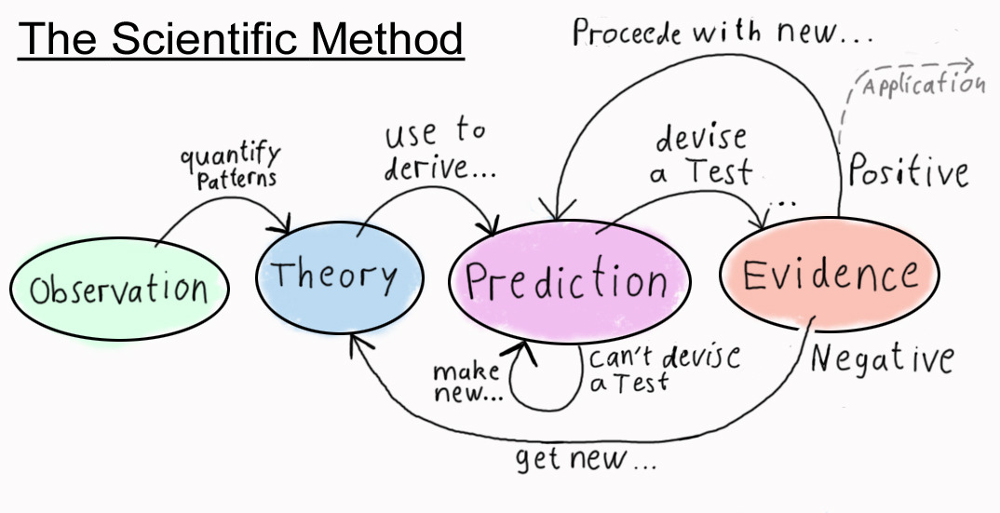 The Scientific Method
Proceede with new...
Application
quantify
Patterns
use to
derive...
devise
a Test
...
Positive
Observation
Theory
Prediction
Evidence
make
new...
can't devise
a Test
Negative
get new...